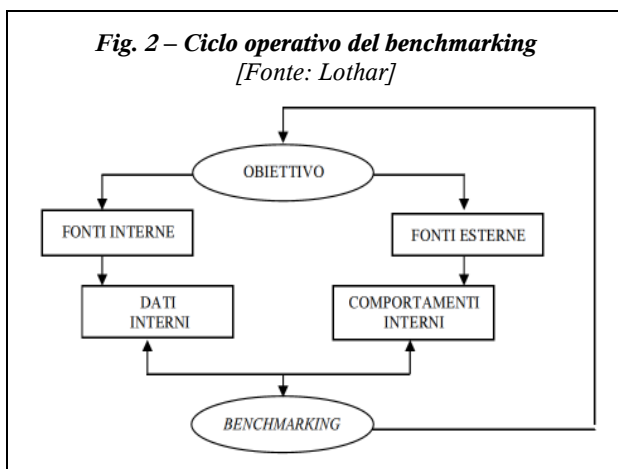 Fig. 2 – Ciclo operativo del benchmarking
[Fonte: Lothar]
OBIETTIVO
FONTI INTERNE
FONTI ESTERNE
DATI
INTERNI
COMPORTAMENTI
INTERNI
BENCHMARKING